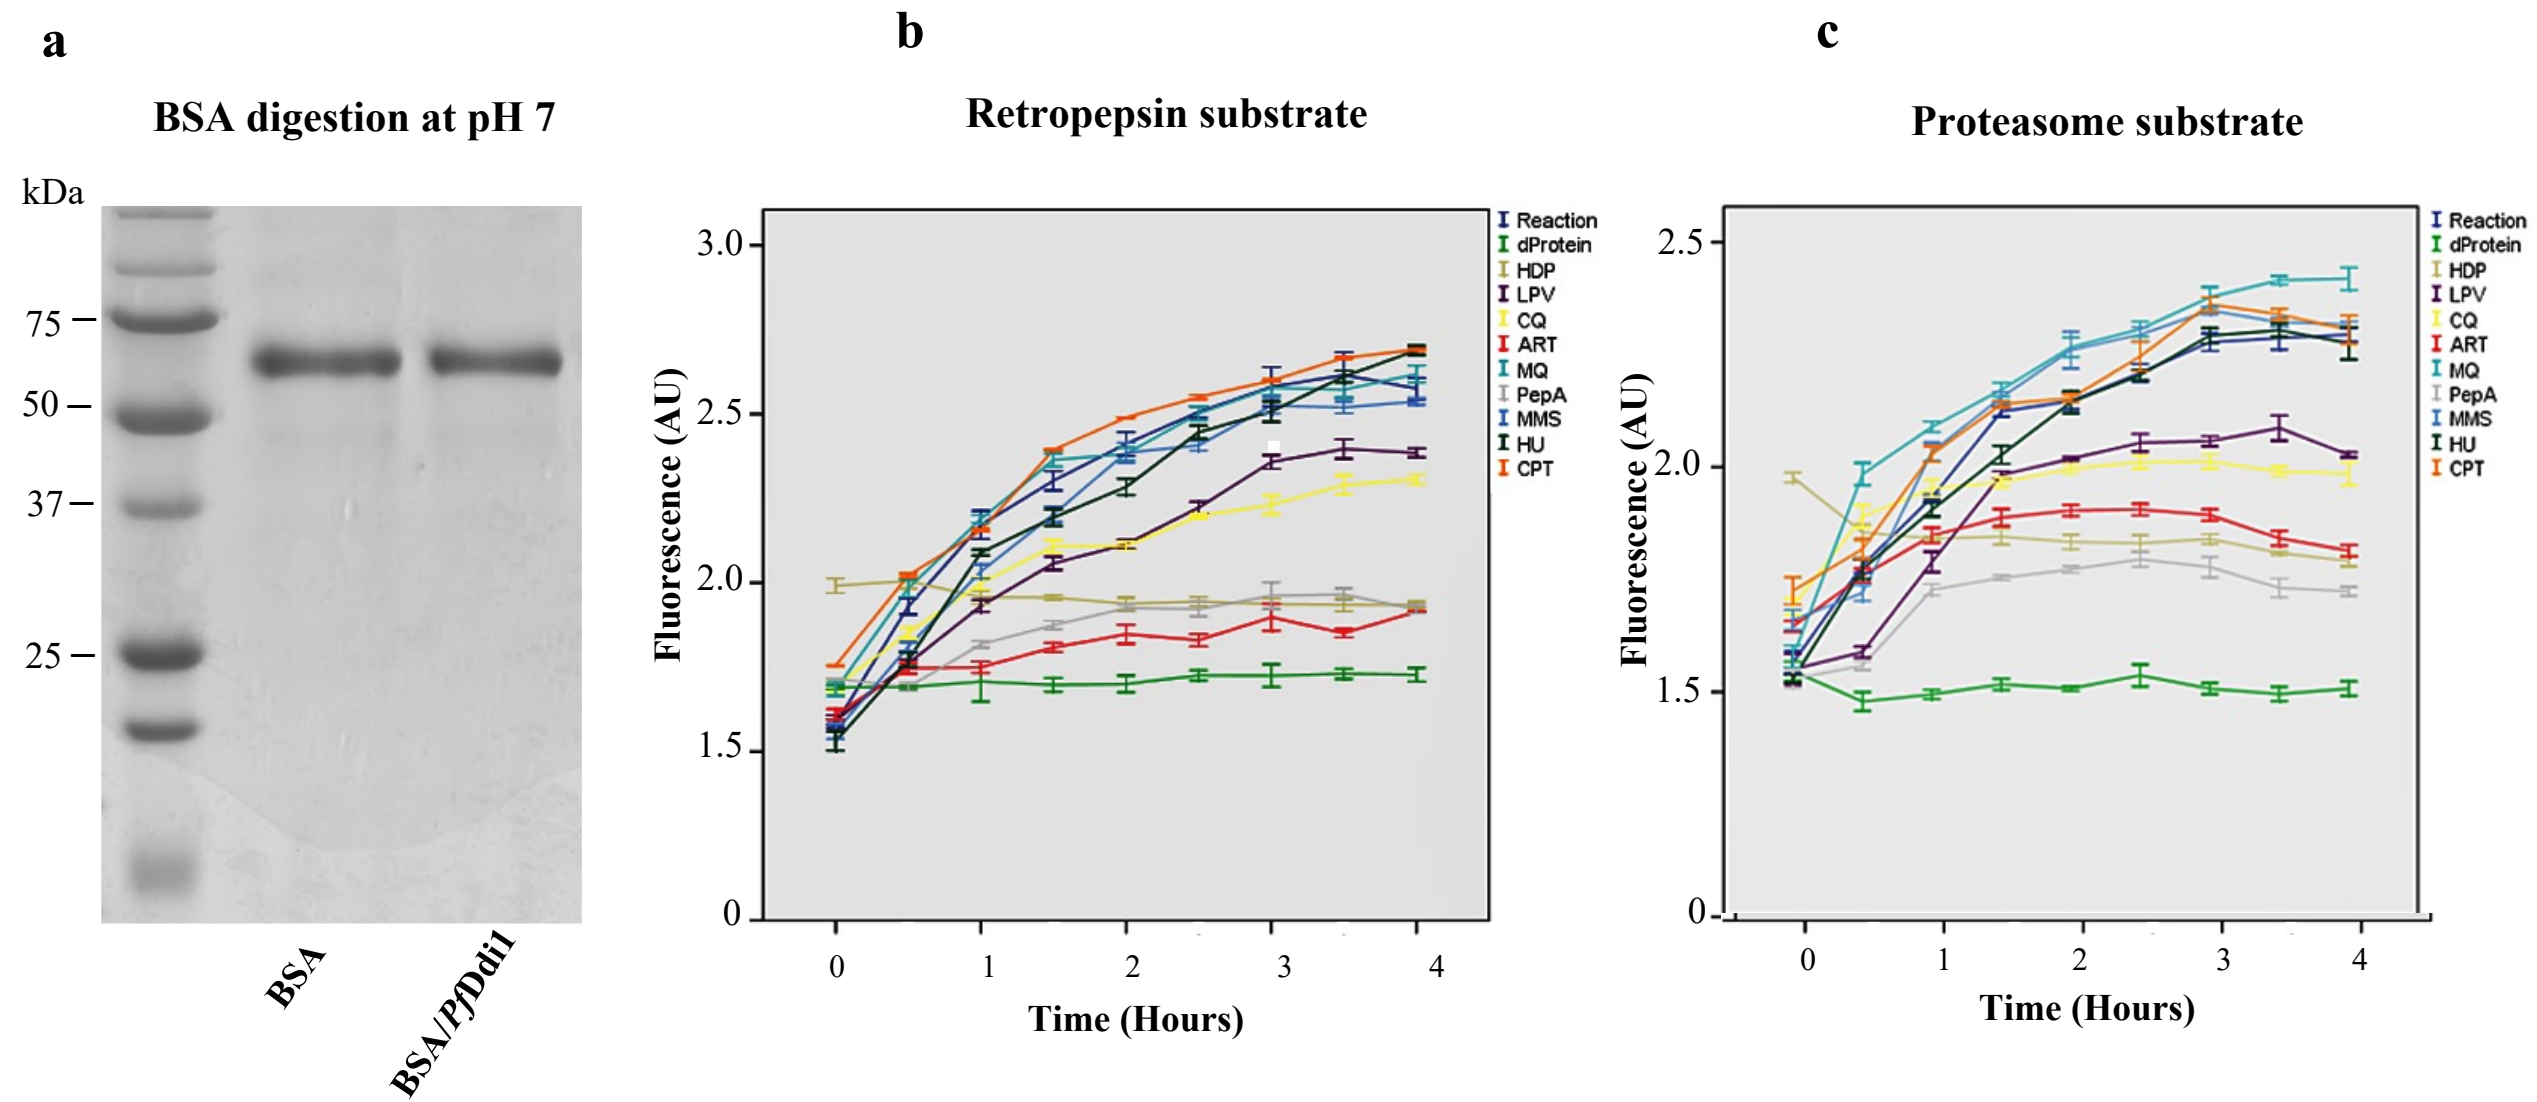 a
BSA digestion at pH 7
kDa
75
50
37
25
BSA
BSA/PfDdi1
b
Retropepsin substrate
Fluorescence (AU)
3.0
2.5
2.0
1.5
0
0 1 2 3 4
Time (Hours)
Reaction
dProtein
HDP
LPV
CQ
ART
MQ
PepA
MMS
HU
CPT
c
Proteasome substrate
Fluorescence (AU)
2.5
2.0
1.5
0
0 1 2 3 4
Time (Hours)
Reaction
dProtein
HDP
LPV
CQ
ART
MQ
PepA
MMS
HU
CPT